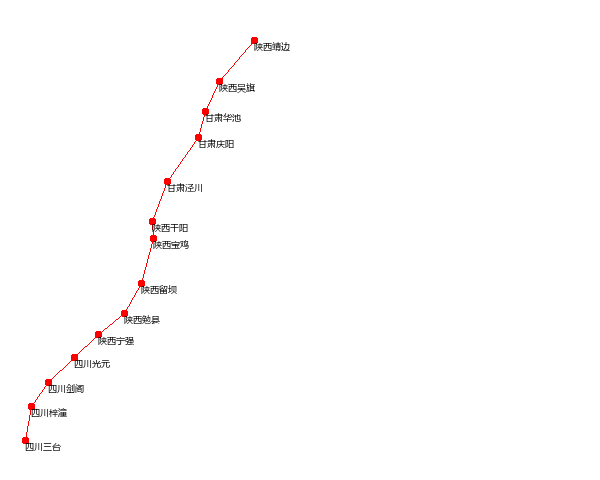 陕西靖边
陕西吴旗
甘肃华池
甘肃庆阳
甘肃泾川
陕西千阳
陕西宝鸡
陕西留坝
陕西勉县
陕西宁强
四川光元
四川剑阁
四川梓潼
四川三台